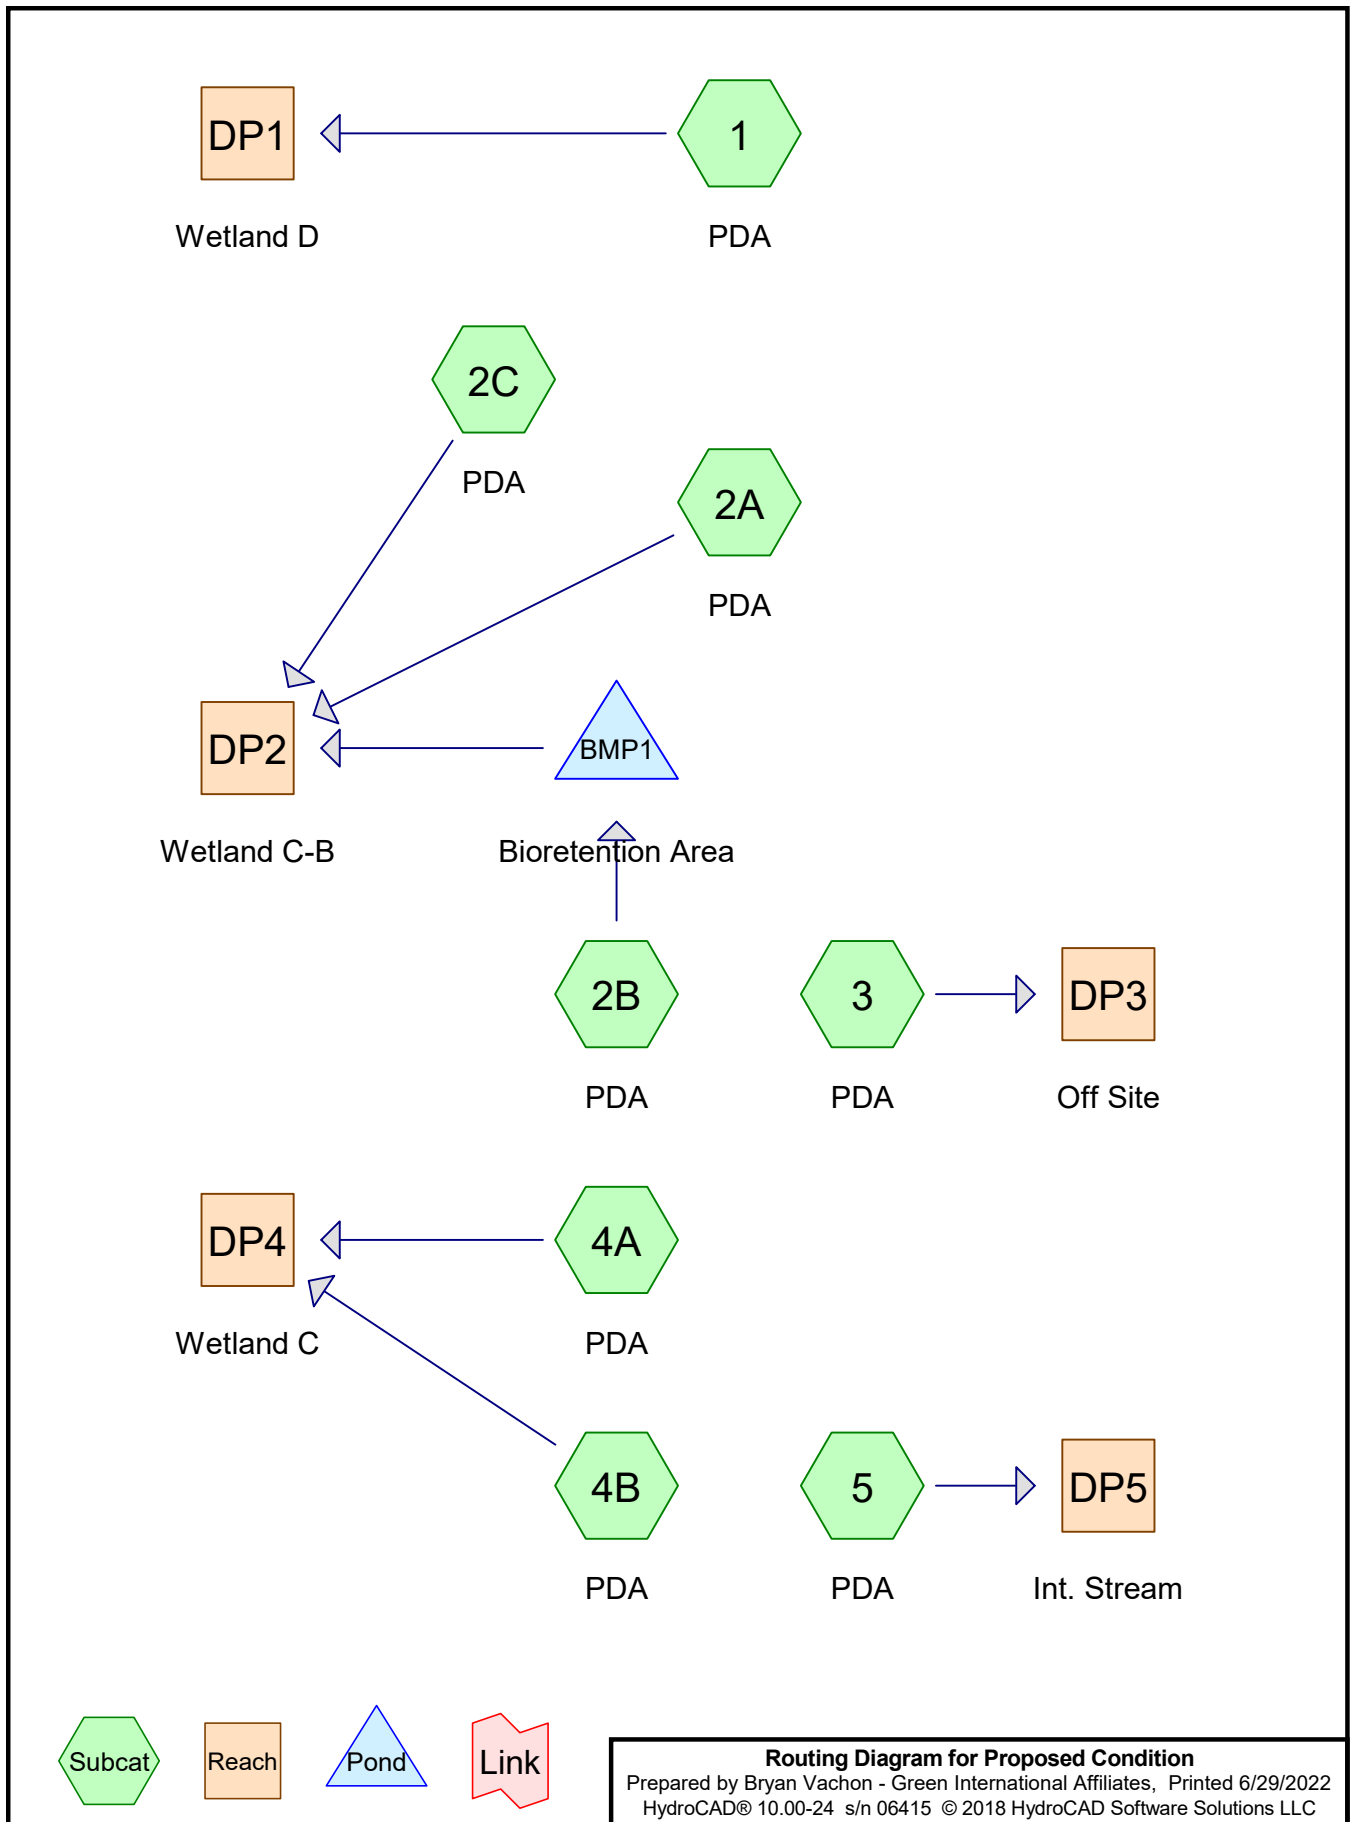 DP1
1
Wetland D
PDA
2C
PDA
2A
PDA
DP2
BMP1
Wetland C-B
Bioretention Area
2B
3
DP3
PDA
PDA
Off Site
DP4
4A
Wetland C
PDA
4B
5
DP5
PDA
PDA
Int. Stream
Subcat
Reach
Pond
Link
Routing Diagram for Proposed Condition
Prepared by Bryan Vachon - Green International Affiliates, Printed 6/29/2022
HydroCAD® 10.00-24 s/n 06415 © 2018 HydroCAD Software Solutions LLC